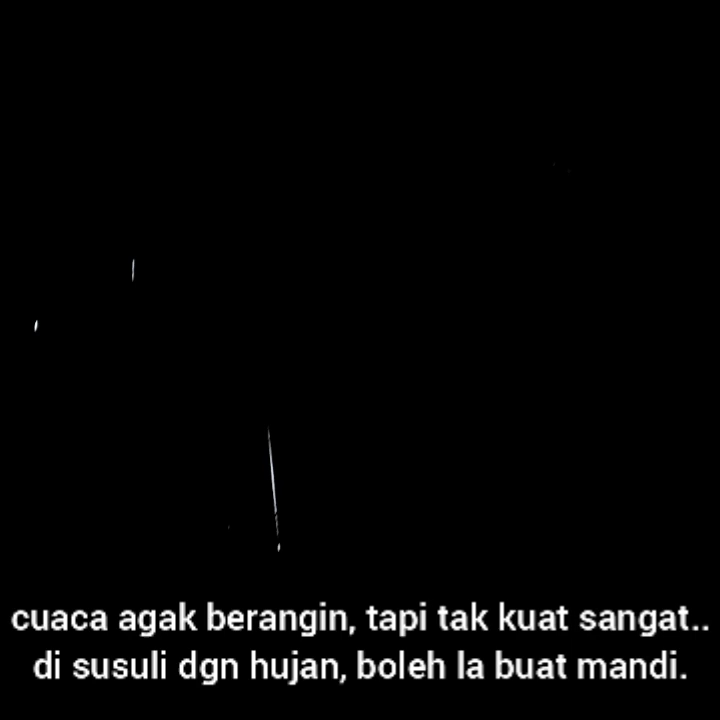 cuaca agak berangin, tapi tak kuat sangat..
di susuli dgn hujan, boleh la buat mandi.